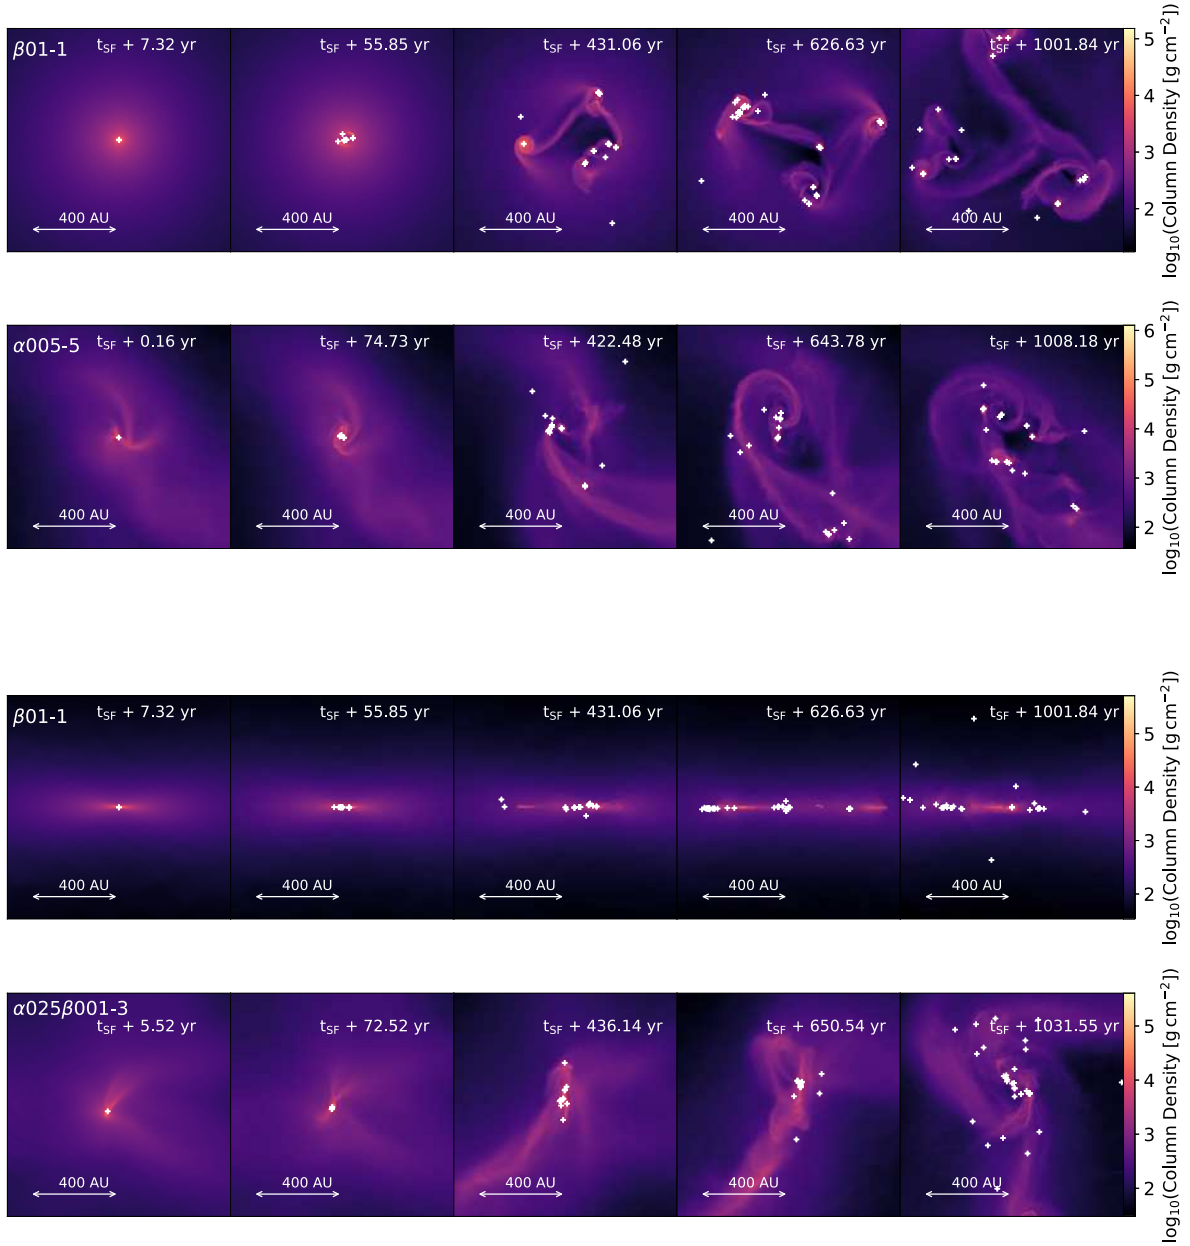 β01-1 t_SF + 7.32 yr t_SF + 55.85 yr t_SF + 431.06 yr t_SF + 626.63 yr t_SF + 1001.84 yr
400 AU 400 AU 400 AU 400 AU 400 AU
5
4
3
2
log₁₀(Column Density [g cm⁻²])
α005-5 t_SF + 0.16 yr t_SF + 74.73 yr t_SF + 422.48 yr t_SF + 643.78 yr t_SF + 1008.18 yr
400 AU 400 AU 400 AU 400 AU 400 AU
6
5
4
3
2
log₁₀(Column Density [g cm⁻²])
β01-1 t_SF + 7.32 yr t_SF + 55.85 yr t_SF + 431.06 yr t_SF + 626.63 yr t_SF + 1001.84 yr
400 AU 400 AU 400 AU 400 AU 400 AU
5
4
3
2
log₁₀(Column Density [g cm⁻²])
α025β001-3
t_SF + 5.52 yr t_SF + 72.52 yr t_SF + 436.14 yr t_SF + 650.54 yr t_SF + 1031.55 yr
400 AU 400 AU 400 AU 400 AU 400 AU
5
4
3
2
log₁₀(Column Density [g cm⁻²])